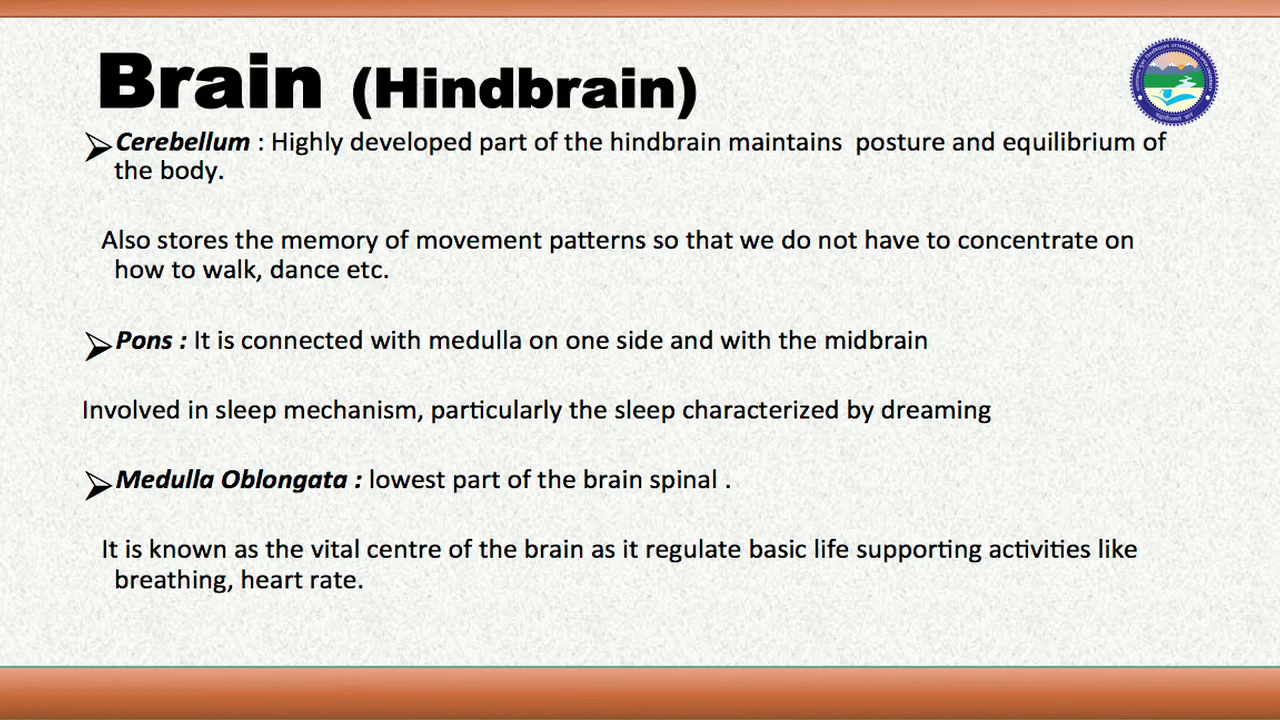 Brain (Hindbrain)
Cerebellum : Highly developed part of the hindbrain maintains  posture and equilibrium of
the body.
Also stores the memory of movement patterns so that we do not have to concentrate on
how to walk, dance etc.
Pons : It is connected with medulla on one side and with the midbrain
Involved in sleep mechanism, particularly the sleep characterized by dreaming
Medulla Oblongata : lowest part of the brain spinal .
It is known as the vital centre of the brain as it regulate basic life supporting activities like
breathing, heart rate.